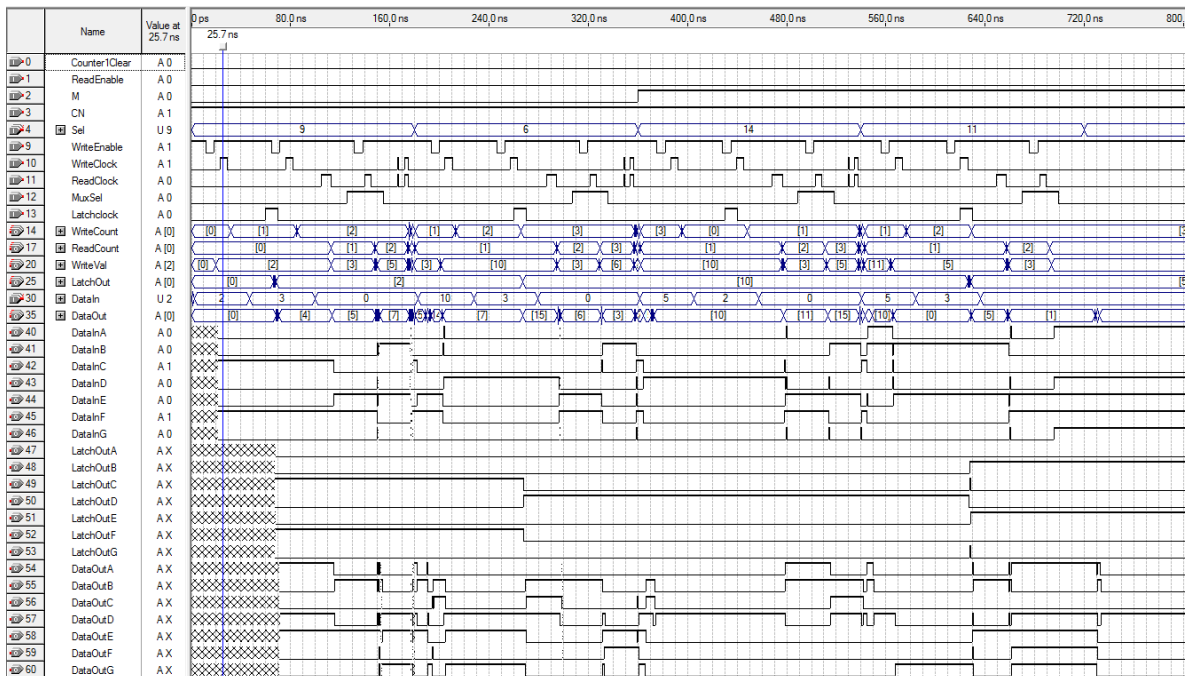 Name Value at 25.7 ns 0 ps 80.0 ns 160.0 ns 240.0 ns 320.0 ns 400.0 ns 480.0 ns 560.0 ns 640.0 ns 720.0 ns 800.
25.7 ns
0 Counter1Clear A 0
1 ReadEnable A 0
2 M A 0
3 CN A 1
4 Sel U 9 9 6 14 11
9 WriteEnable A 1
10 WriteClock A 1
11 ReadClock A 0
12 MuxSel A 0
13 Latchclock A 0
14 WriteCount A [0] [0] [1] [2] [1] [2] [3] [3] [0] [1] [1] [2] [3
17 ReadCount A [0] [0] [1] [2] [1] [2] [3] [1] [2] [3] [1] [2]
20 WriteVal A [2] [0] [2] [3] [5] [3] [10] [3] [6] [10] [3] [5] [11] [5] [3]
25 LatchOut A [0] [0] [2] [10] [5
30 DataIn U 2 2 3 0 10 3 0 5 2 0 5 3
35 DataOut A [0] [0] [4] [5] [7] [7] [15] [6] [3] [10] [11] [15] [10] [0] [5] [1]
40 DataInA A 0
41 DataInB A 0
42 DataInC A 1
43 DataInD A 0
44 DataInE A 0
45 DataInF A 1
46 DataInG A 0
47 LatchOutA A X
48 LatchOutB A X
49 LatchOutC A X
50 LatchOutD A X
51 LatchOutE A X
52 LatchOutF A X
53 LatchOutG A X
54 DataOutA A X
55 DataOutB A X
56 DataOutC A X
57 DataOutD A X
58 DataOutE A X
59 DataOutF A X
60 DataOutG A X